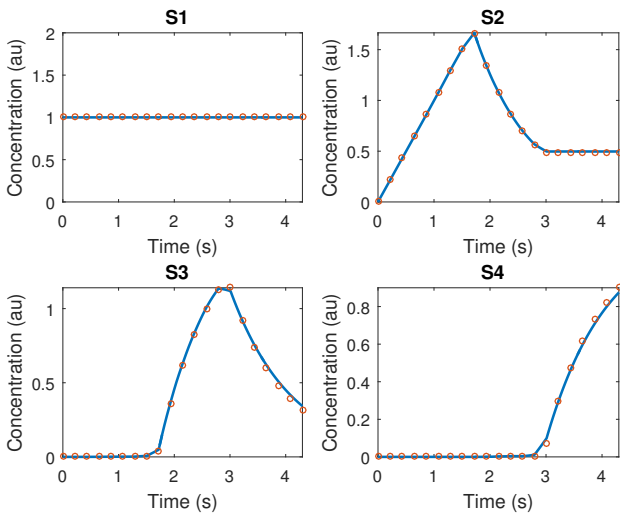 S1
Concentration (au)
2
1.5
1
0.5
0
0 1 2 3 4
Time (s)
S2
Concentration (au)
1.5
1
0.5
0
0 1 2 3 4
Time (s)
S3
Concentration (au)
1
0.5
0
0 1 2 3 4
Time (s)
S4
Concentration (au)
0.8
0.6
0.4
0.2
0
0 1 2 3 4
Time (s)